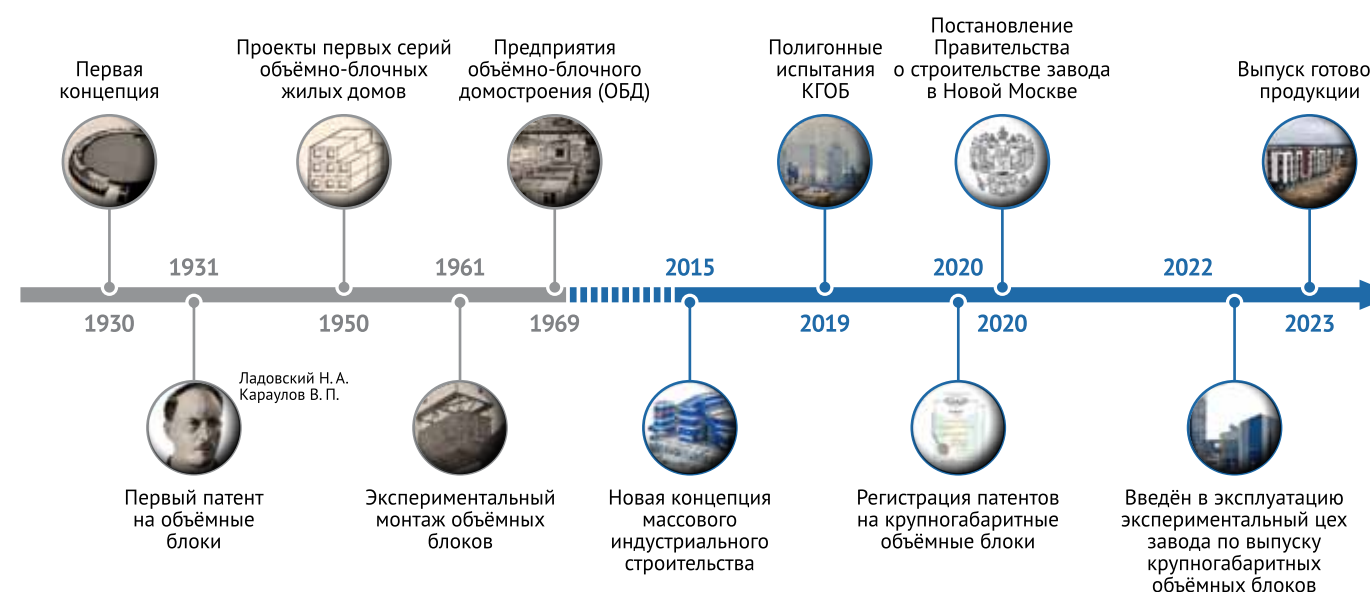 Первая
концепция
1930
1931
Ладовский Н. А.
Караулов В. П.
Первый патент
на объёмные
блоки
Проекты первых серий
объёмно-блочных
жилых домов
1950
1961
Экспериментальный
монтаж объёмных
блоков
Предприятия
объёмно-блочного
домостроения (ОБД)
1969
2015
Новая концепция
массового
индустриального
строительства
Полигонные
испытания
КГОБ
2019
2020
Регистрация патентов
на крупногабаритные
объёмные блоки
Постановление
Правительства
о строительстве завода
в Новой Москве
2020
2022
Введён в эксплуатацию
экспериментальный цех
завода по выпуску
крупногабаритных
объёмных блоков
Выпуск готово
продукции
2023